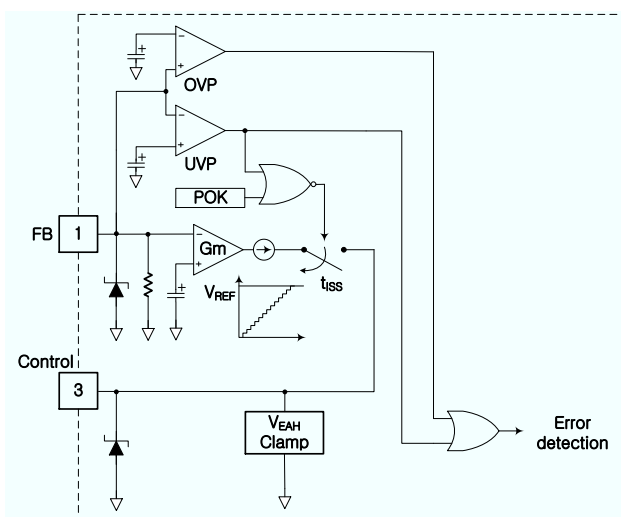 −
+
+
OVP
−
+
+
UVP
POK
FB 1
−
Gm
+
+
tISS
VREF
Control
3
VEAH
Clamp
Error
detection